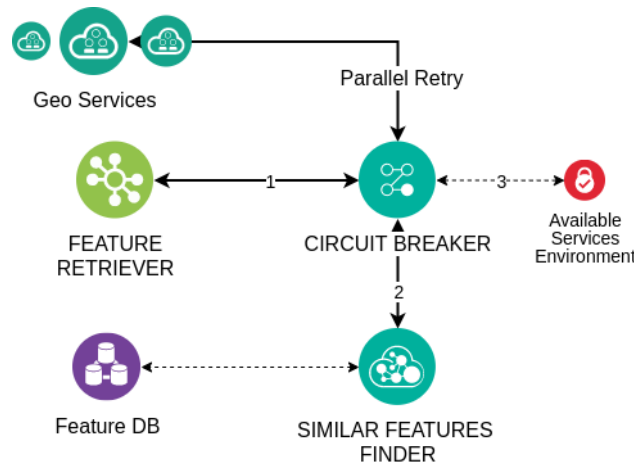 Parallel Retry
Geo Services
1
3
FEATURE
RETRIEVER
CIRCUIT BREAKER
Available
Services
Environment
2
Feature DB
SIMILAR FEATURES
FINDER